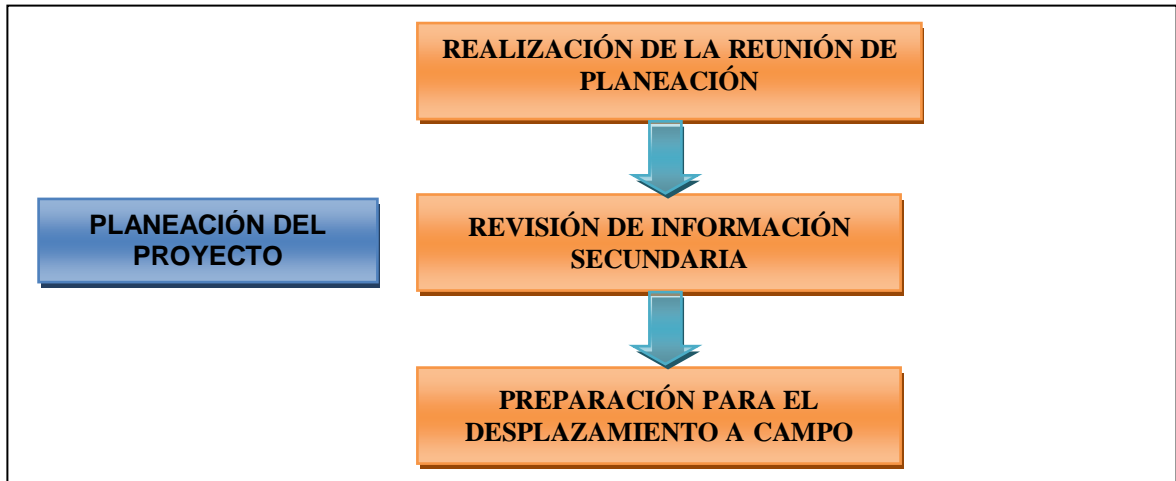 REALIZACIÓN DE LA REUNIÓN DE
PLANEACIÓN
PLANEACIÓN DEL
PROYECTO
REVISIÓN DE INFORMACIÓN
SECUNDARIA
PREPARACIÓN PARA EL
DESPLAZAMIENTO A CAMPO